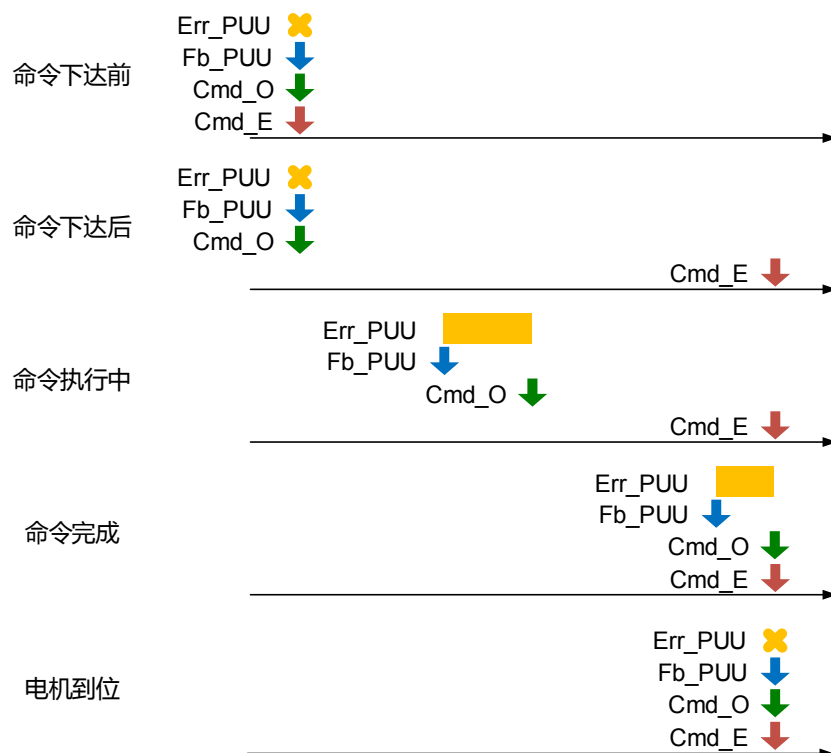 命令下达前
Err_PUU
Fb_PUU
Cmd_O
Cmd_E
命令下达后
Err_PUU
Fb_PUU
Cmd_O
Cmd_E
命令执行中
Err_PUU
Fb_PUU
Cmd_O
Cmd_E
命令完成
Err_PUU
Fb_PUU
Cmd_O
Cmd_E
电机到位
Err_PUU
Fb_PUU
Cmd_O
Cmd_E